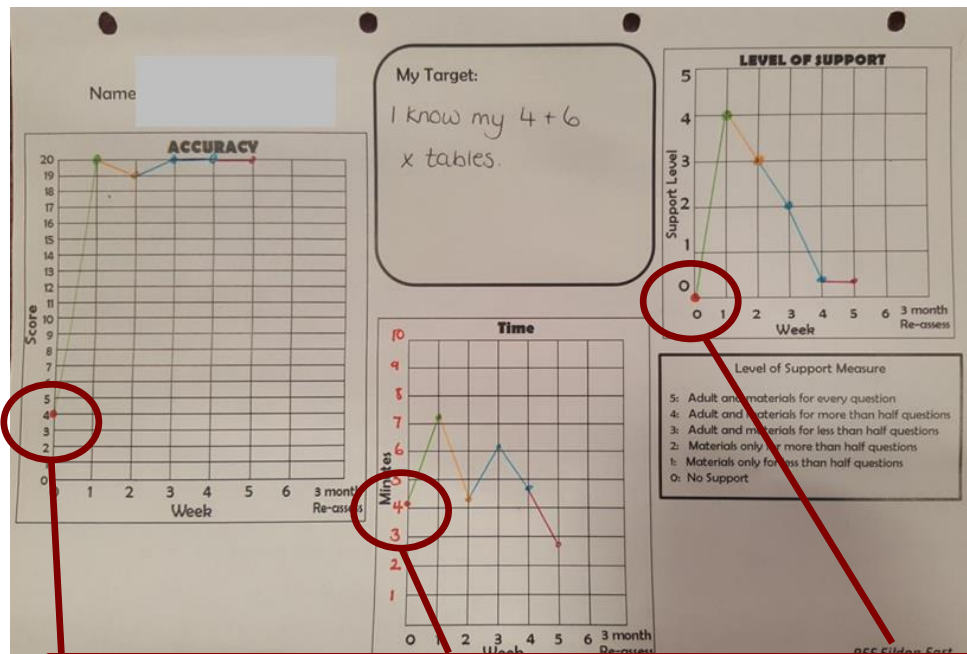 Name
ACCURACY
20
19
18
17
16
15
14
13
12
11
10
9
8
7
6
5
4
3
2
0
Score
1 2 3 4 5 6 3 month
Re-assess
Week
My Target:
I know my 4 + 6
x tables.
Time
10
9
8
7
6
5
4
3
2
1
Minutes
0 1 2 3 4 5 6 3 month
Re-assess
Week
LEVEL OF SUPPORT
5
4
3
2
1
0
Support Level
0 1 2 3 4 5 6 3 month
Re-assess
Week
Level of Support Measure
5: Adult and materials for every question
4: Adult and materials for more than half questions
3: Adult and materials for less than half questions
2: Materials only for more than half questions
1: Materials only for less than half questions
0: No Support